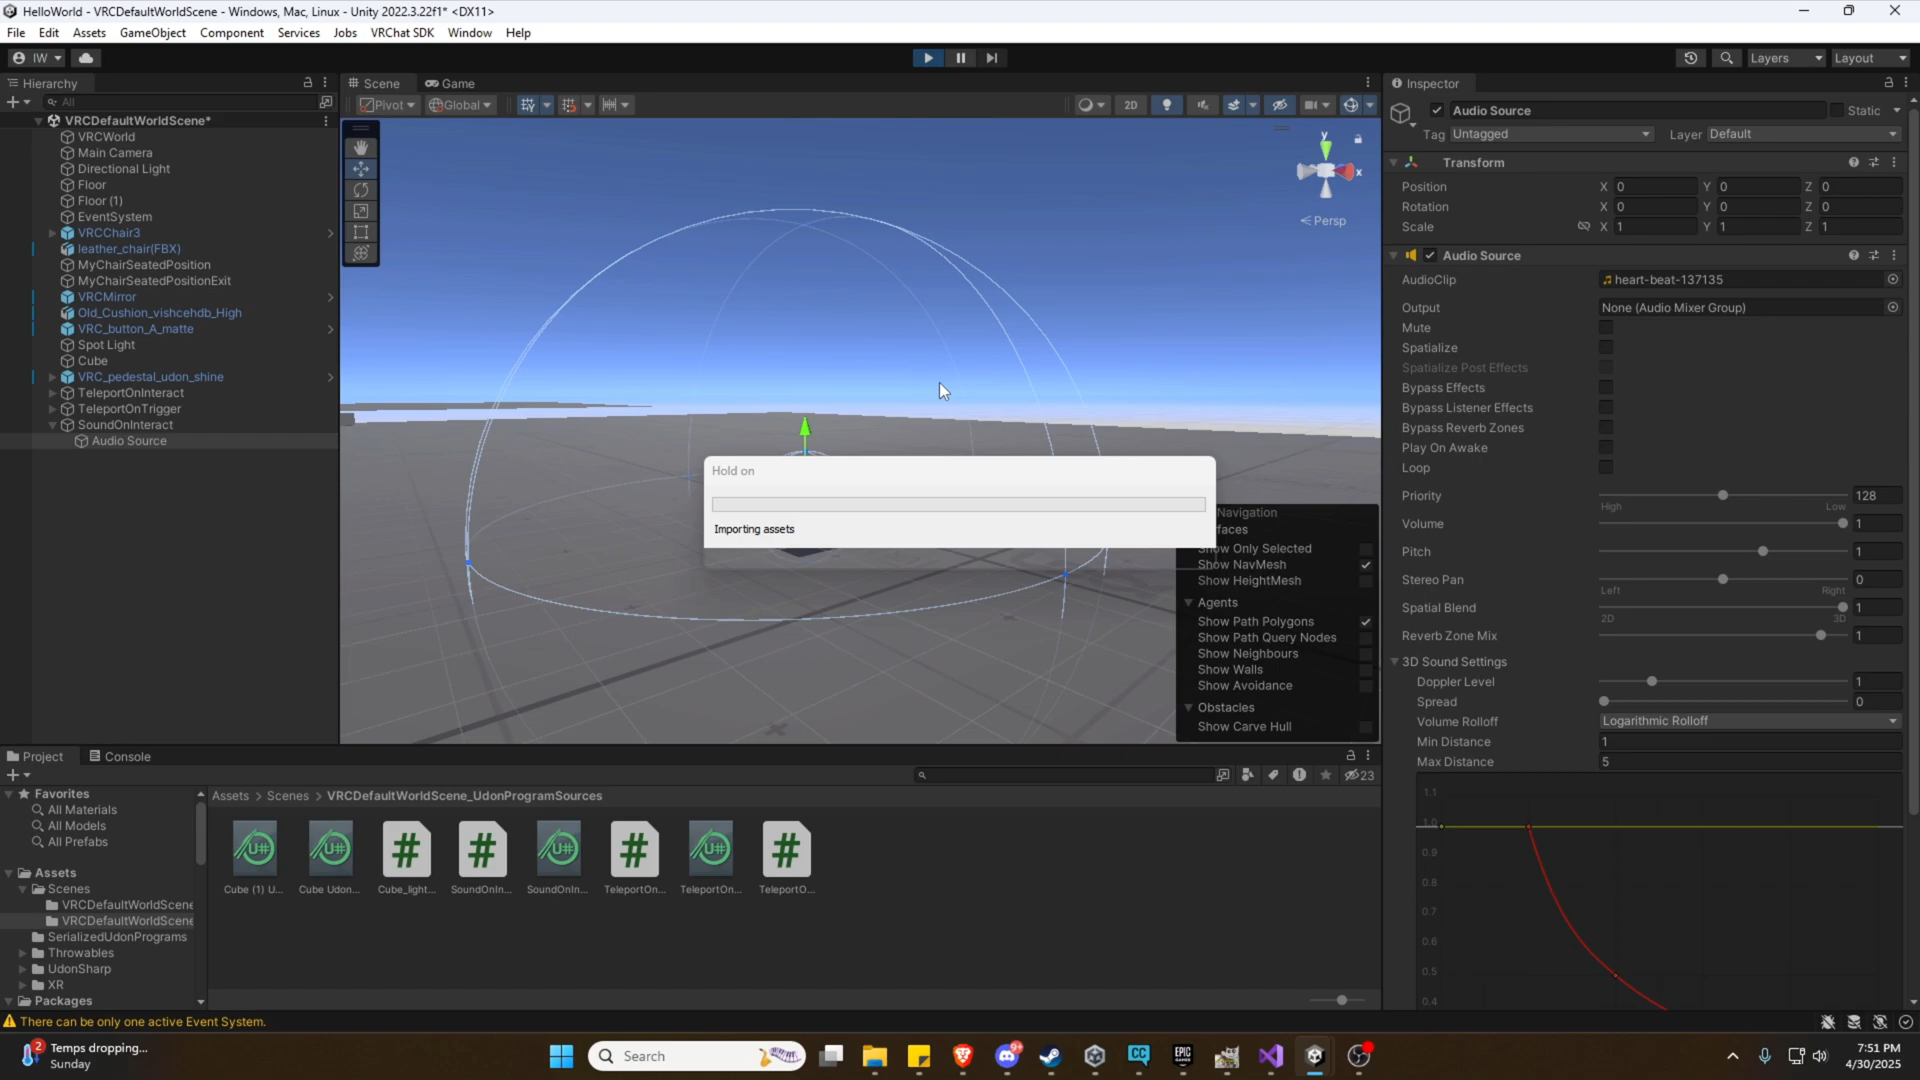 HelloWorld - VRCDefaultWorldScene - Windows, Mac, Linux - Unity 2022.3.22f1* <DX11>
File Edit Assets GameObject Component Services Jobs VRChat SDK Window Help
IW
Layers Layout
Hierarchy
All
VRCDefaultWorldScene*
VRCWorld
Main Camera
Directional Light
Floor
Floor (1)
EventSystem
VRCChair3
leather_chair(FBX)
MyChairSeatedPosition
MyChairSeatedPositionExit
VRCMirror
Old_Cushion_vishcehdb_High
VRC_button_A_matte
Spot Light
Cube
VRC_pedestal_udon_shine
TeleportOnInteract
TeleportOnTrigger
SoundOnInteract
Audio Source
Scene Game
Pivot Global 2D
y
x
Persp
Hold on
Importing assets
Navigation
faces
Show Only Selected
Show NavMesh
Show HeightMesh
Agents
Show Path Polygons
Show Path Query Nodes
Show Neighbours
Show Walls
Show Avoidance
Obstacles
Show Carve Hull
Inspector
Audio Source Static
Tag Untagged Layer Default
Transform
Position X 0 Y 0 Z 0
Rotation X 0 Y 0 Z 0
Scale X 1 Y 1 Z 1
Audio Source
AudioClip heart-beat-137135
Output None (Audio Mixer Group)
Mute
Spatialize
Spatialize Post Effects
Bypass Effects
Bypass Listener Effects
Bypass Reverb Zones
Play On Awake
Loop
Priority 128
High Low
Volume 1
Pitch 1
Stereo Pan 0
Left Right
Spatial Blend 1
2D 3D
Reverb Zone Mix 1
3D Sound Settings
Doppler Level 1
Spread 0
Volume Rolloff Logarithmic Rolloff
Min Distance 1
Max Distance 5
1.1
1.0
0.9
0.8
0.7
0.6
0.5
0.4
Project Console
23
Favorites
All Materials
All Models
All Prefabs
Assets
Scenes
VRCDefaultWorldScene
VRCDefaultWorldScene
SerializedUdonPrograms
Throwables
UdonSharp
XR
Packages
Assets > Scenes > VRCDefaultWorldScene_UdonProgramSources
U# U# # # U# # U# #
Cube (1) U... Cube Udon... Cube_light... SoundOnIn... SoundOnIn... TeleportOn... TeleportOn... TeleportO...
There can be only one active Event System.
2
Temps dropping...
Sunday
Search
9+
CC
EPIC GAMES
7:51 PM
4/30/2025